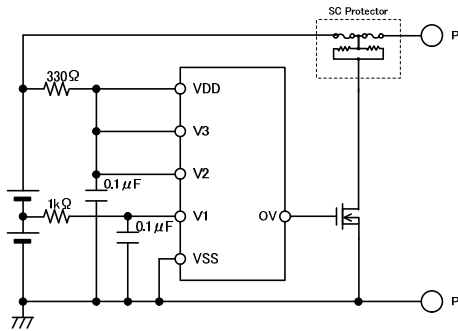 SC Protector
P
330Ω
VDD
V3
V2
0.1μF
1kΩ
V1
0.1μF
OV
VSS
P